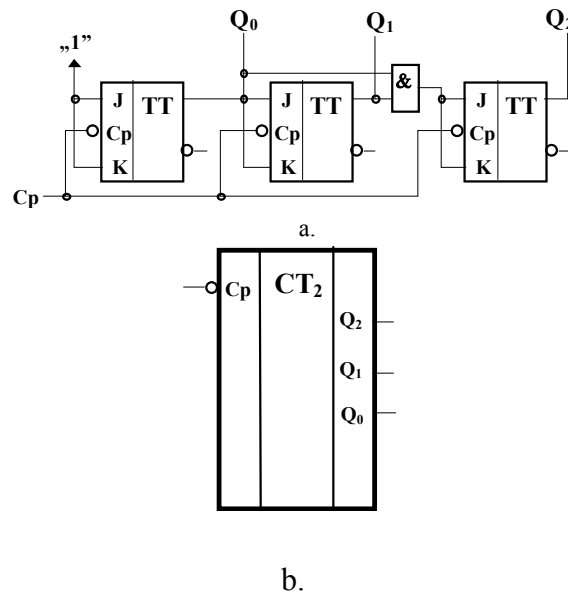 Q₀ Q₁ Q₂
„1”
J TT J TT & J TT
Cp Cp Cp
K K K
Cp
a.
Cp CT₂
Q₂
Q₁
Q₀
b.